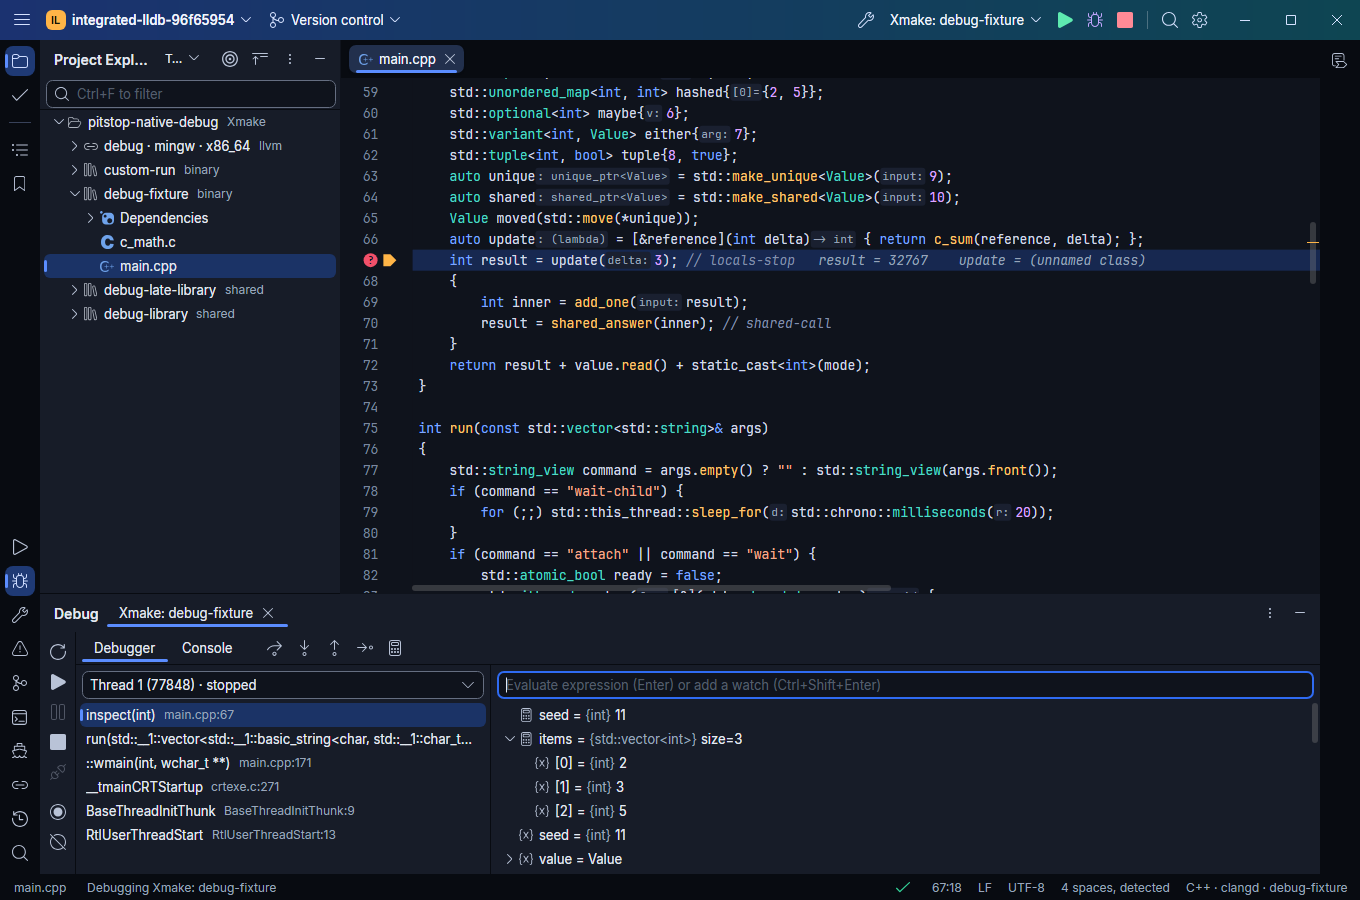 IL integrated-lldb-96f65954 Version control Xmake: debug-fixture
Project Expl... T...
Ctrl+F to filter
pitstop-native-debug Xmake
debug · mingw · x86_64 llvm
custom-run binary
debug-fixture binary
Dependencies
c_math.c
main.cpp
debug-late-library shared
debug-library shared
main.cpp
59 std::unordered_map<int, int> hashed{[0]={2, 5}};
60 std::optional<int> maybe{v: 6};
61 std::variant<int, Value> either{arg: 7};
62 std::tuple<int, bool> tuple{8, true};
63 auto unique: unique_ptr<Value> = std::make_unique<Value>(input: 9);
64 auto shared: shared_ptr<Value> = std::make_shared<Value>(input: 10);
65 Value moved(std::move(*unique));
66 auto update: (lambda) = [&reference](int delta) -> int { return c_sum(reference, delta); };
int result = update(delta: 3); // locals-stop result = 32767 update = (unnamed class)
68 {
69 int inner = add_one(input: result);
70 result = shared_answer(inner); // shared-call
71 }
72 return result + value.read() + static_cast<int>(mode);
73 }
74
75 int run(const std::vector<std::string>& args)
76 {
77 std::string_view command = args.empty() ? "" : std::string_view(args.front());
78 if (command == "wait-child") {
79 for (;;) std::this_thread::sleep_for(d: std::chrono::milliseconds(r: 20));
80 }
81 if (command == "attach" || command == "wait") {
82 std::atomic_bool ready = false;
Debug Xmake: debug-fixture
Debugger Console
Thread 1 (77848) · stopped
inspect(int) main.cpp:67
run(std::__1::vector<std::__1::basic_string<char, std::__1::char_t...
::wmain(int, wchar_t **) main.cpp:171
__tmainCRTStartup crtexe.c:271
BaseThreadInitThunk BaseThreadInitThunk:9
RtlUserThreadStart RtlUserThreadStart:13
Evaluate expression (Enter) or add a watch (Ctrl+Shift+Enter)
seed = {int} 11
items = {std::vector<int>} size=3
{x} [0] = {int} 2
{x} [1] = {int} 3
{x} [2] = {int} 5
{x} seed = {int} 11
{x} value = Value
main.cpp Debugging Xmake: debug-fixture 67:18 LF UTF-8 4 spaces, detected C++ · clangd · debug-fixture